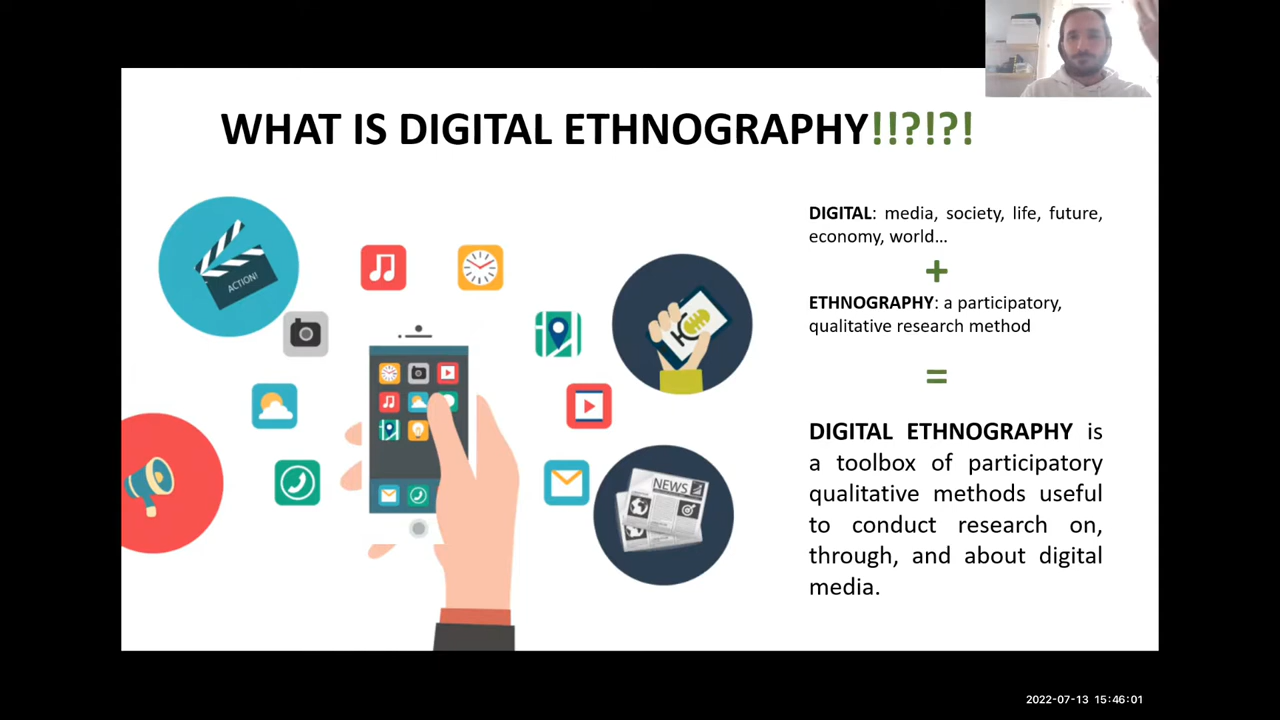 WHAT IS DIGITAL ETHNOGRAPHY!!?!?!
ACTION!
NEWS
DIGITAL: media, society, life, future,
economy, world…
+
ETHNOGRAPHY: a participatory,
qualitative research method
=
DIGITAL ETHNOGRAPHY is
a toolbox of participatory
qualitative methods useful
to conduct research on,
through, and about digital
media.
2022-07-13 15:46:01